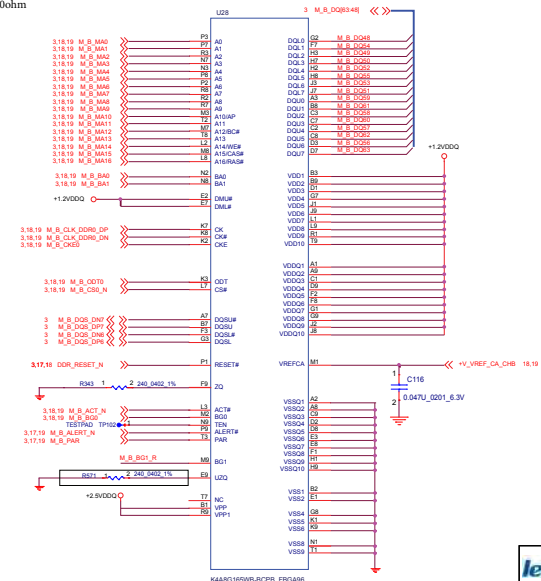 0ohm
U28
3 M_B_DQ[63:48]
3,18,19 M_B_MA0 P3 A0
3,18,19 M_B_MA1 P7 A1
3,18,19 M_B_MA2 R3 A2
3,18,19 M_B_MA3 N7 A3
3,18,19 M_B_MA4 N3 A4
3,18,19 M_B_MA5 P8 A5
3,18,19 M_B_MA6 P2 A6
3,18,19 M_B_MA7 R8 A7
3,18,19 M_B_MA8 R2 A8
3,18,19 M_B_MA9 R7 A9
3,18,19 M_B_MA10 M3 A10/AP
3,18,19 M_B_MA11 T2 A11
3,18,19 M_B_MA12 M7 A12/BC#
3,18,19 M_B_MA13 T8 A13
3,18,19 M_B_MA14 L2 A14/WE#
3,18,19 M_B_MA15 M8 A15/CAS#
3,18,19 M_B_MA16 L8 A16/RAS#
3,18,19 M_B_BA0 N2 BA0
3,18,19 M_B_BA1 N8 BA1
+1.2VDDQ E2 DMU#
E7 DML#
3,18,19 M_B_CLK_DDR0_DP K7 CK
3,18,19 M_B_CLK_DDR0_DN K8 CK#
3,18,19 M_B_CKE0 K2 CKE
3,18,19 M_B_ODT0 K3 ODT
3,18,19 M_B_CS0_N L7 CS#
3 M_B_DQS_DN7 A7 DQSU#
3 M_B_DQS_DP7 B7 DQSU
3 M_B_DQS_DN6 F3 DQSL#
3 M_B_DQS_DP6 G3 DQSL
3,17,18 DDR_RESET_N P1 RESET#
R343 1 2 240_0402_1% F9 ZQ
3,18,19 M_B_ACT_N L3 ACT#
3,18,19 M_B_BG0 M2 BG0
TESTPAD TP102 1 N9 TEN
3,17,19 M_B_ALERT_N P9 ALERT#
3,18,19 M_B_PAR T3 PAR
M_B_BG1_R M9 BG1
R571 1 2 240_0402_1% E9 UZQ
+2.5VDDQ T7 NC
B1 VPP
R9 VPP1
DQL0 G2 M_B_DQ48
DQL1 F7 M_B_DQ54
DQL2 H3 M_B_DQ49
DQL3 H7 M_B_DQ50
DQL4 H2 M_B_DQ52
DQL5 H8 M_B_DQ55
DQL6 J3 M_B_DQ53
DQL7 J7 M_B_DQ51
DQU0 A3 M_B_DQ59
DQU1 B8 M_B_DQ61
DQU2 C3 M_B_DQ58
DQU3 C7 M_B_DQ60
DQU4 C2 M_B_DQ57
DQU5 C8 M_B_DQ62
DQU6 D3 M_B_DQ56
DQU7 D7 M_B_DQ63
+1.2VDDQ
VDD1 B3
VDD2 B9
VDD3 D1
VDD4 G7
VDD5 J1
VDD6 J9
VDD7 L1
VDD8 L9
VDD9 R1
VDD10 T9
VDDQ1 A1
VDDQ2 A9
VDDQ3 C1
VDDQ4 D9
VDDQ5 F2
VDDQ6 F8
VDDQ7 G1
VDDQ8 G9
VDDQ9 J2
VDDQ10 J8
VREFCA M1 +V_VREF_CA_CHB 18,19
1
C116
0.047U_0201_6.3V
2
VSSQ1 A2
VSSQ2 A8
VSSQ3 C9
VSSQ4 D2
VSSQ5 D8
VSSQ6 E3
VSSQ7 E8
VSSQ8 F1
VSSQ9 H1
VSSQ10 H9
VSS1 B2
VSS2 E1
VSS4 G8
VSS5 K1
VSS6 K9
VSS8 N1
VSS9 T1
K4A8G165WB-BCPB_FBGA96
le